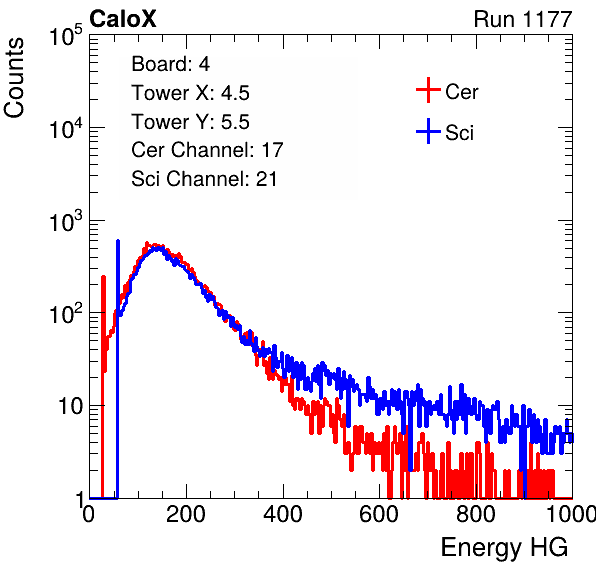 CaloX Run 1177
Counts
10^5
10^4
10^3
10^2
10
1
Board: 4
Tower X: 4.5
Tower Y: 5.5
Cer Channel: 17
Sci Channel: 21
Cer
Sci
0 200 400 600 800 1000
Energy HG